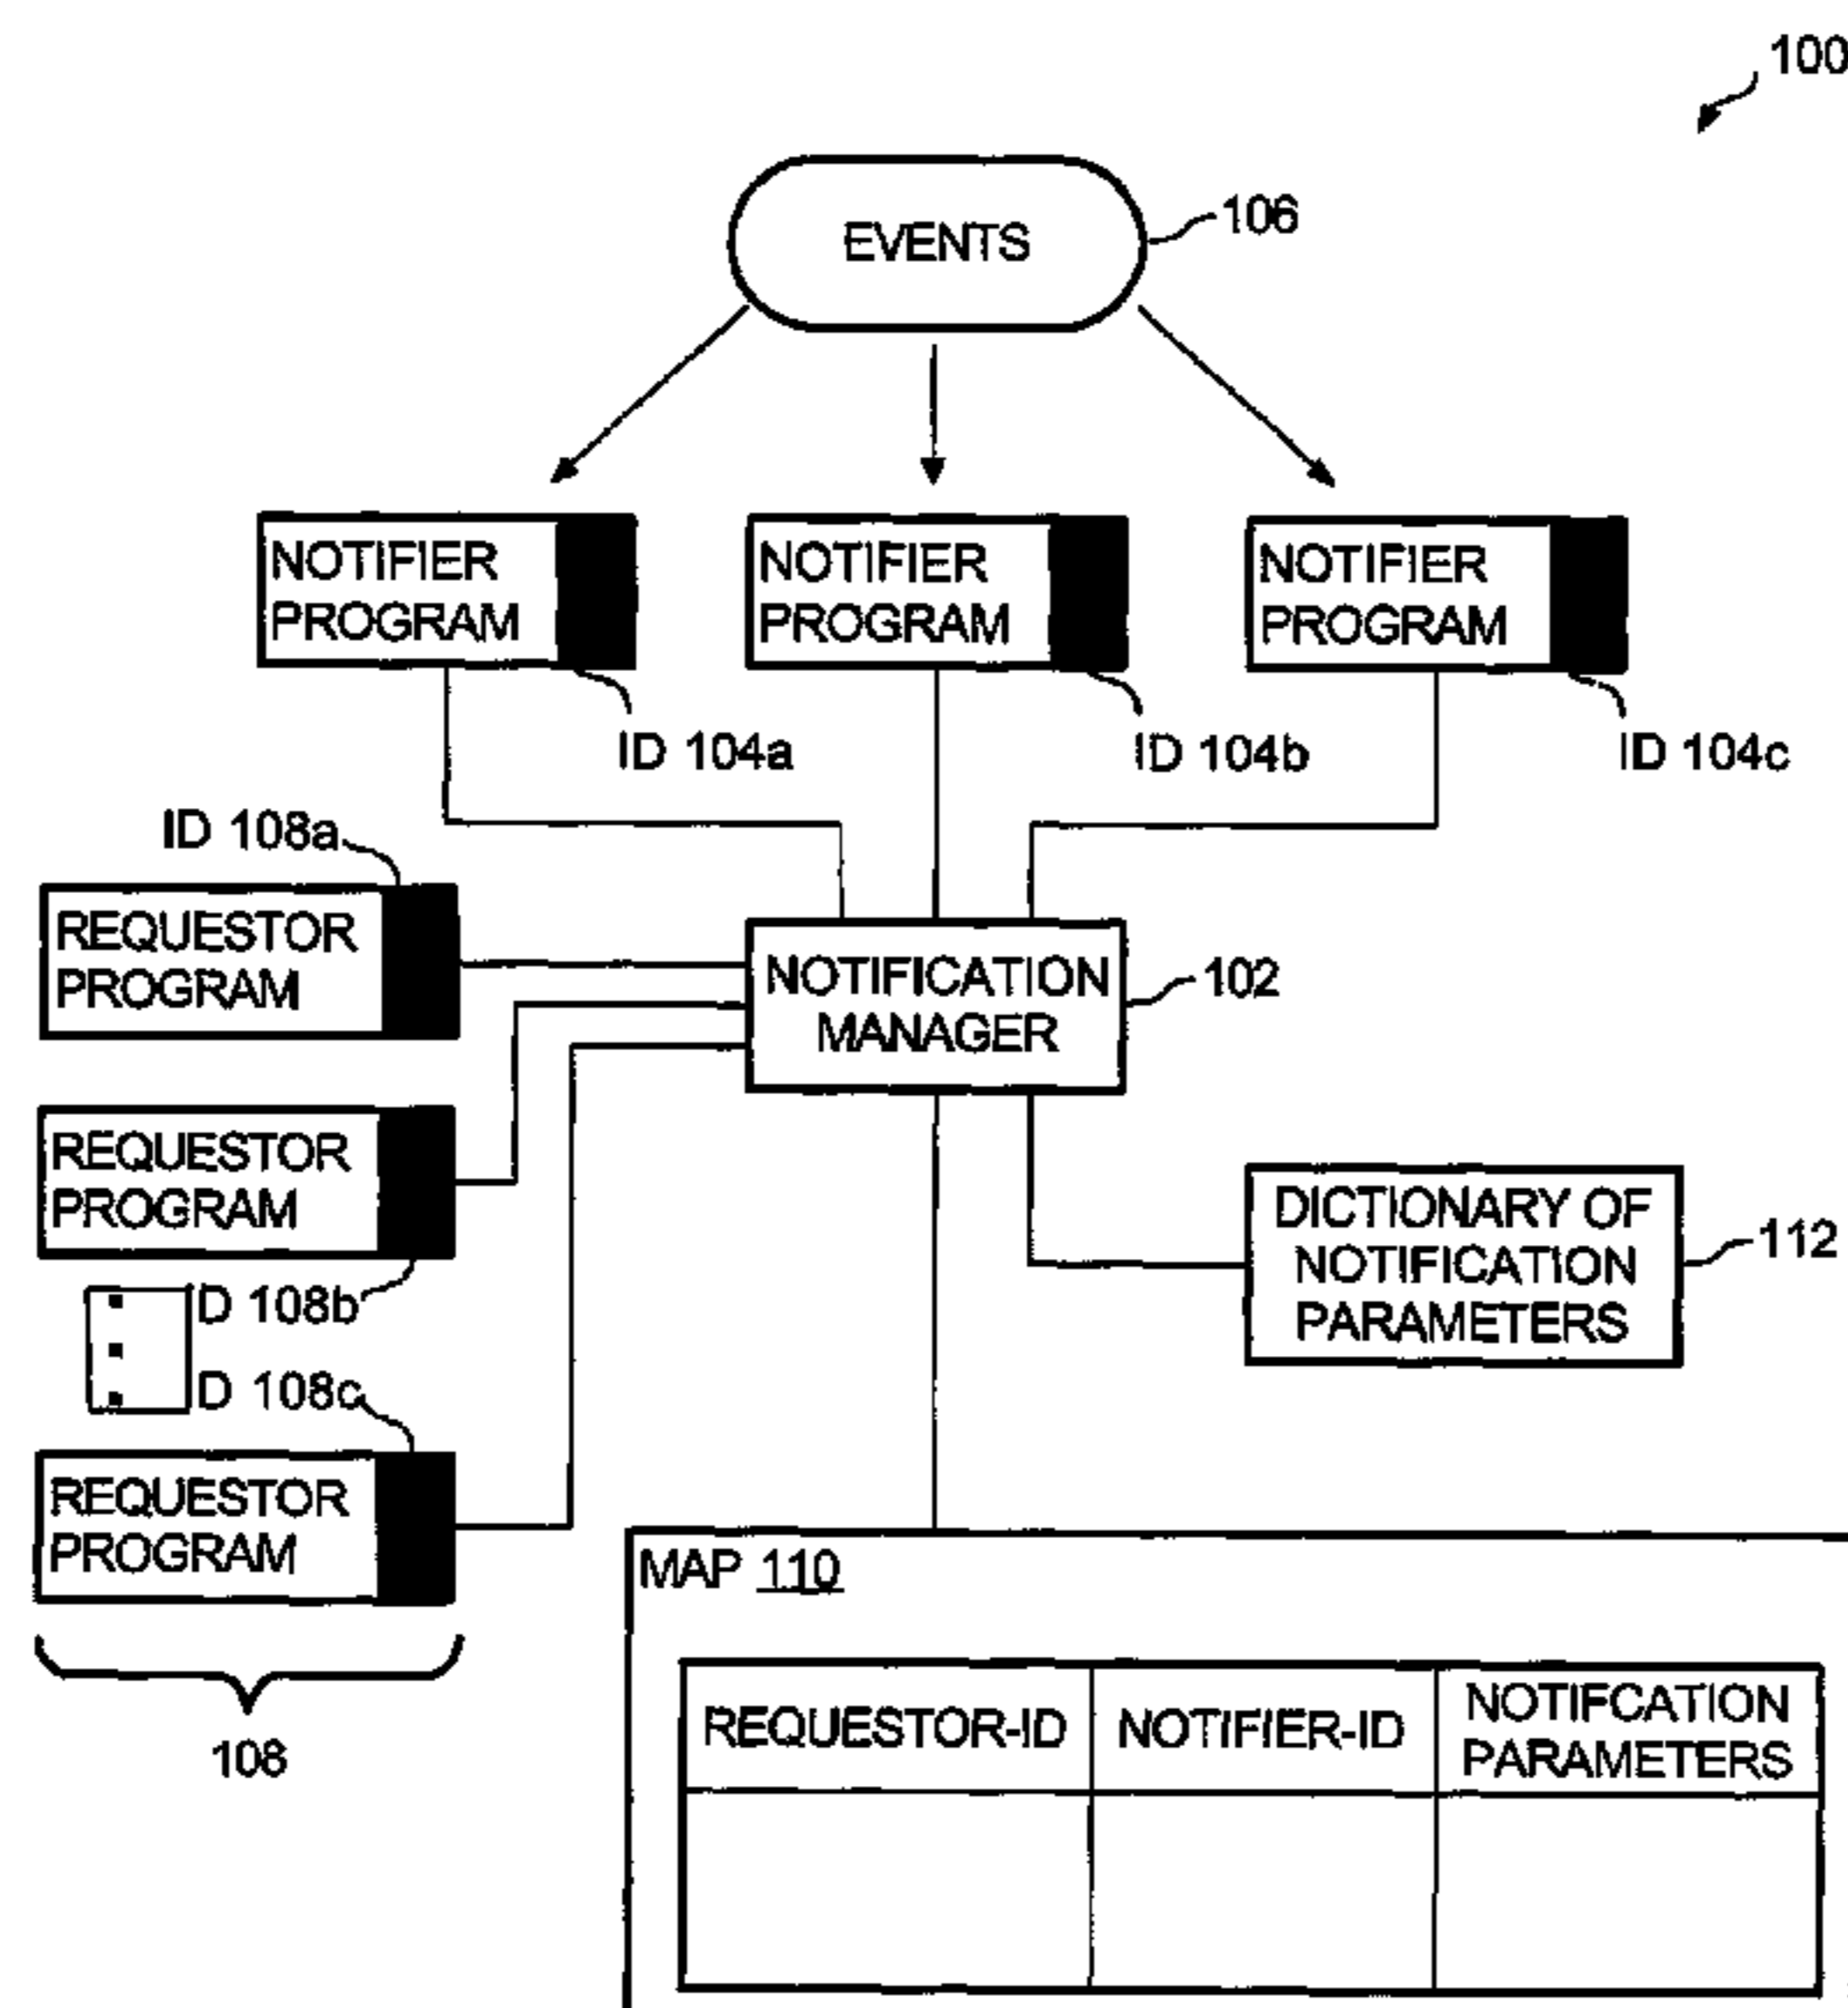 100
EVENTS
106
NOTIFIER
PROGRAM
NOTIFIER
PROGRAM
NOTIFIER
PROGRAM
ID 104a
ID 104b
ID 104c
ID 108a
REQUESTOR
PROGRAM
NOTIFICATION
MANAGER
102
REQUESTOR
PROGRAM
DICTIONARY OF
NOTIFICATION
PARAMETERS
112
D 108b
D 108c
REQUESTOR
PROGRAM
108
MAP 110
REQUESTOR-ID
NOTIFIER-ID
NOTIFCATION
PARAMETERS